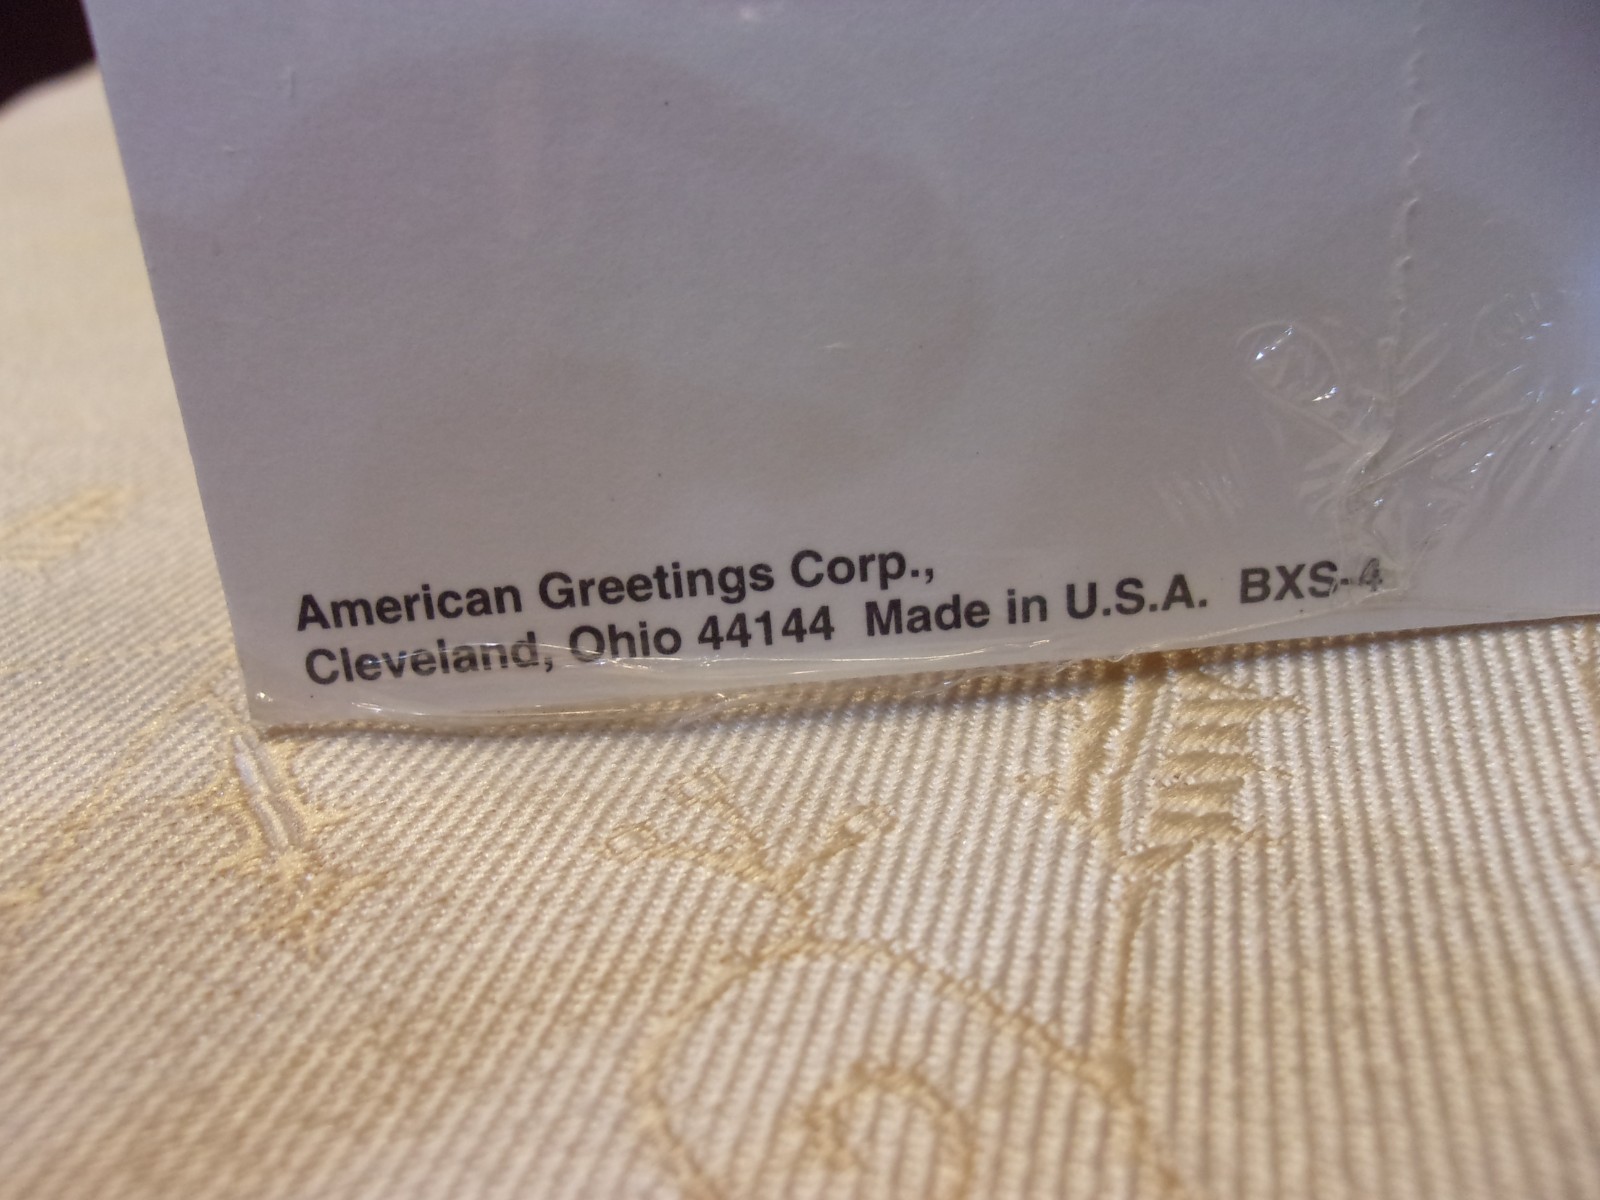 American Greetings Corp.,
Cleveland, Ohio 44144 Made in U.S.A. BXS-4